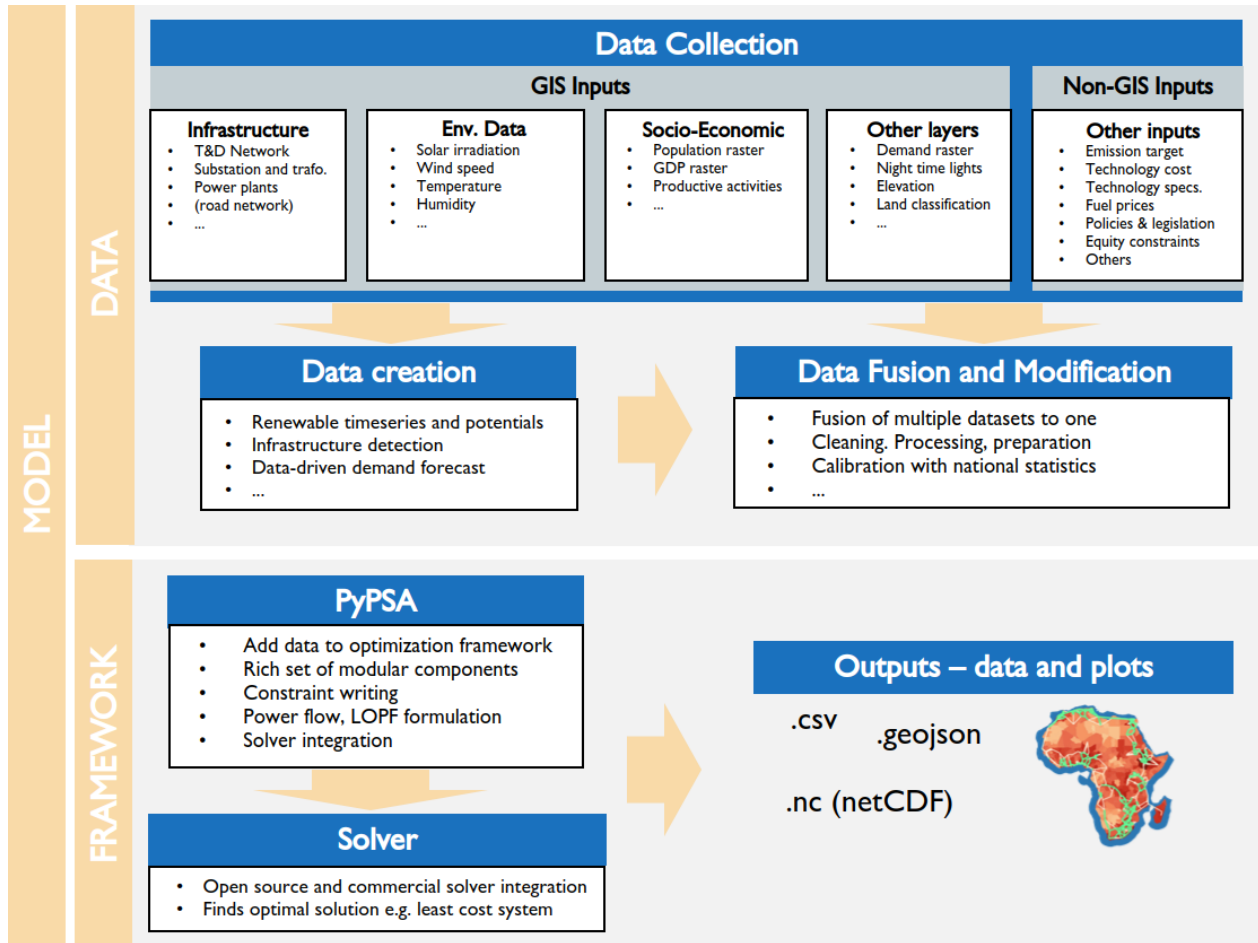 MODEL
DATA
Data Collection
GIS Inputs
Non-GIS Inputs
Infrastructure
• T&D Network
• Substation and trafo.
• Power plants
• (road network)
• ...
Env. Data
• Solar irradiation
• Wind speed
• Temperature
• Humidity
• ...
Socio-Economic
• Population raster
• GDP raster
• Productive activities
• ...
Other layers
• Demand raster
• Night time lights
• Elevation
• Land classification
• ...
Other inputs
• Emission target
• Technology cost
• Technology specs.
• Fuel prices
• Policies & legislation
• Equity constraints
• Others
Data creation
• Renewable timeseries and potentials
• Infrastructure detection
• Data-driven demand forecast
• ...
Data Fusion and Modification
• Fusion of multiple datasets to one
• Cleaning. Processing, preparation
• Calibration with national statistics
• ...
FRAMEWORK
PyPSA
• Add data to optimization framework
• Rich set of modular components
• Constraint writing
• Power flow, LOPF formulation
• Solver integration
Solver
• Open source and commercial solver integration
• Finds optimal solution e.g. least cost system
Outputs – data and plots
.csv
.geojson
.nc (netCDF)